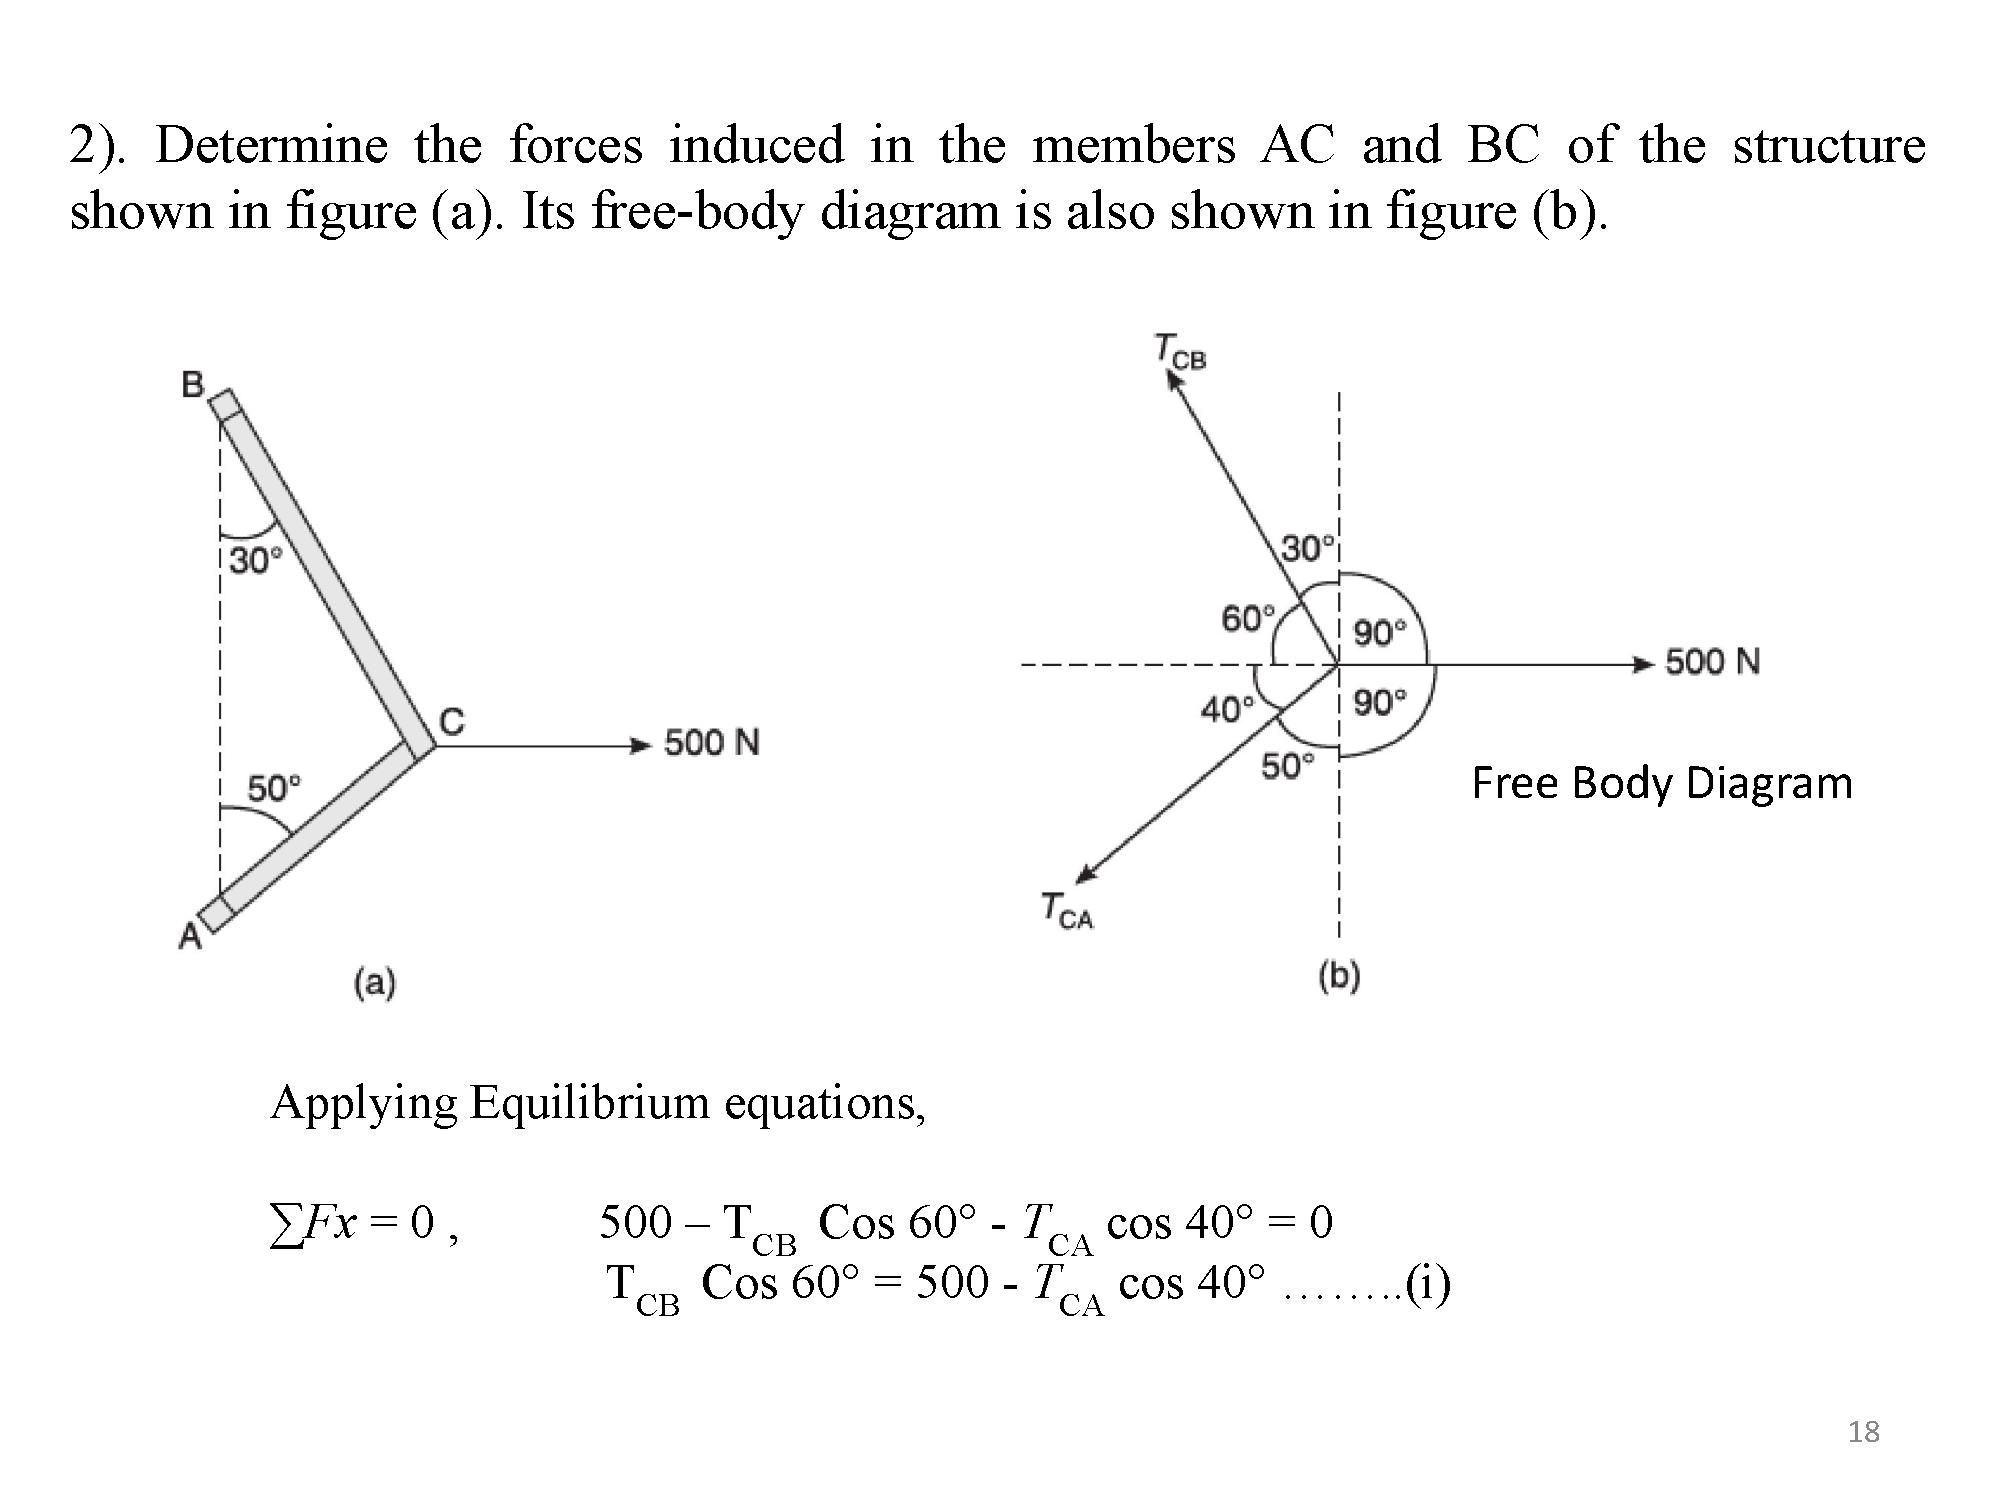 2). Determine the forces induced in the members AC and BC of the structure
shown in figure (a). Its free-body diagram is also shown in figure (b).
B
30°
C
500 N
50°
A
(a)
TCB
30°
60°
90°
500 N
40°
90°
50°
Free Body Diagram
TCA
(b)
Applying Equilibrium equations,
∑Fx = 0 , 500 – TCB Cos 60° - TCA cos 40° = 0
TCB Cos 60° = 500 - TCA cos 40° ……..(i)
18